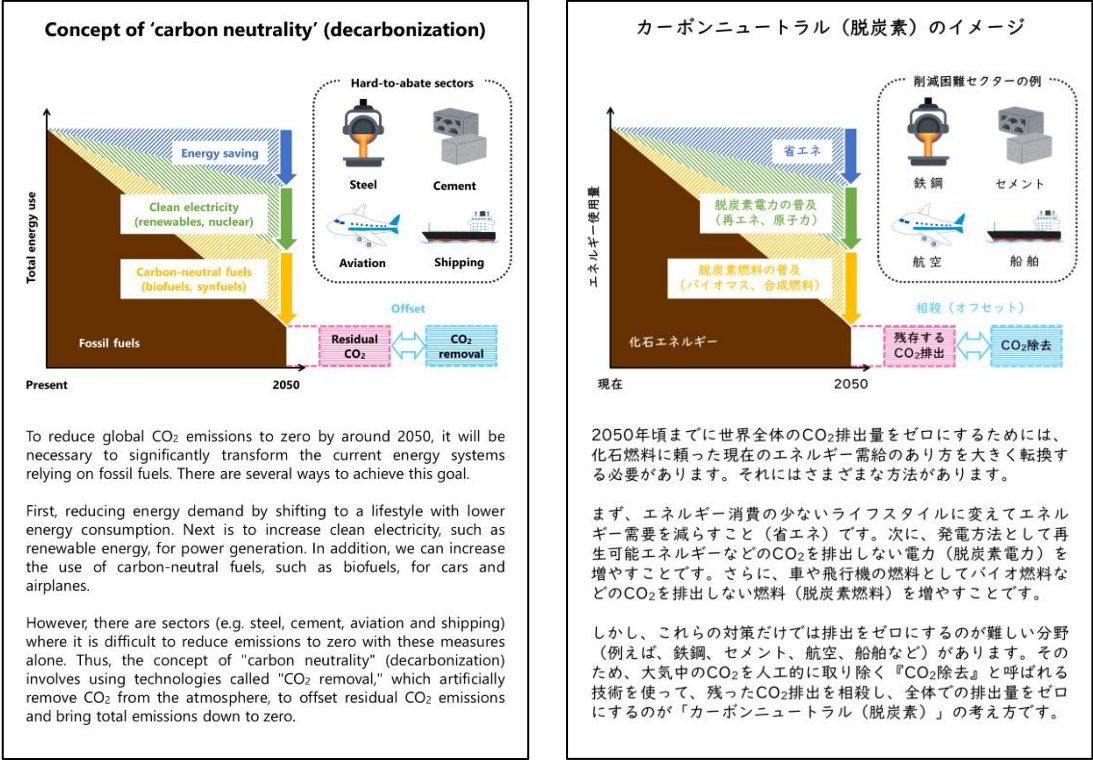 Concept of ‘carbon neutrality’ (decarbonization)
Hard-to-abate sectors
Steel
Cement
Aviation
Shipping
Total energy use
Energy saving
Clean electricity
(renewables, nuclear)
Carbon-neutral fuels
(biofuels, synfuels)
Offset
Fossil fuels
Residual
CO₂
CO₂
removal
Present
2050
To reduce global CO₂ emissions to zero by around 2050, it will be
necessary to significantly transform the current energy systems
relying on fossil fuels. There are several ways to achieve this goal.
First, reducing energy demand by shifting to a lifestyle with lower
energy consumption. Next is to increase clean electricity, such as
renewable energy, for power generation. In addition, we can increase
the use of carbon-neutral fuels, such as biofuels, for cars and
airplanes.
However, there are sectors (e.g. steel, cement, aviation and shipping)
where it is difficult to reduce emissions to zero with these measures
alone. Thus, the concept of "carbon neutrality" (decarbonization)
involves using technologies called "CO₂ removal," which artificially
remove CO₂ from the atmosphere, to offset residual CO₂ emissions
and bring total emissions down to zero.
カーボンニュートラル（脱炭素）のイメージ
削減困難セクターの例
鉄鋼
セメント
航空
船舶
エネルギー使用量
省エネ
脱炭素電力の普及
（再エネ、原子力）
脱炭素燃料の普及
（バイオマス、合成燃料）
相殺（オフセット）
化石エネルギー
残存する
CO₂排出
CO₂除去
現在
2050
2050年頃までに世界全体のCO₂排出量をゼロにするためには、
化石燃料に頼った現在のエネルギー需給のあり方を大きく転換す
る必要があります。それにはさまざまな方法があります。
まず、エネルギー消費の少ないライフスタイルに変えてエネル
ギー需要を減らすこと（省エネ）です。次に、発電方法として再
生可能エネルギーなどのCO₂を排出しない電力（脱炭素電力）を
増やすことです。さらに、車や飛行機の燃料としてバイオ燃料な
どのCO₂を排出しない燃料（脱炭素燃料）を増やすことです。
しかし、これらの対策だけでは排出をゼロにするのが難しい分野
（例えば、鉄鋼、セメント、航空、船舶など）があります。その
ため、大気中のCO₂を人工的に取り除く『CO₂除去』と呼ばれる
技術を使って、残ったCO₂排出を相殺し、全体での排出量をゼロ
にするのが「カーボンニュートラル（脱炭素）」の考え方です。